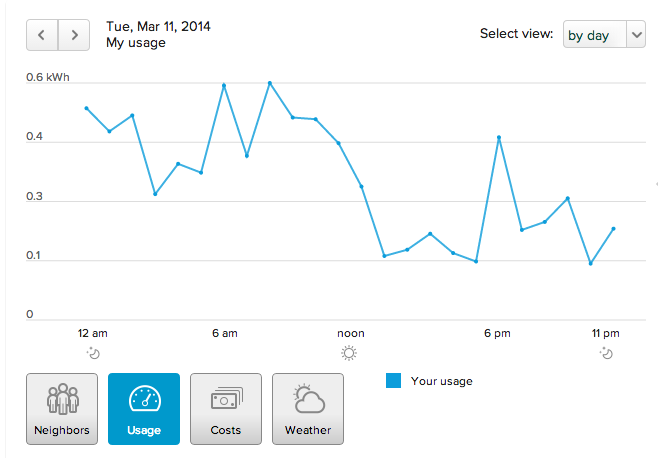 Tue, Mar 11, 2014
My usage
Select view:
by day
0.6 kWh
0.4
0.3
0.1
0
12 am
6 am
noon
6 pm
11 pm
Neighbors
Usage
Costs
Weather
Your usage